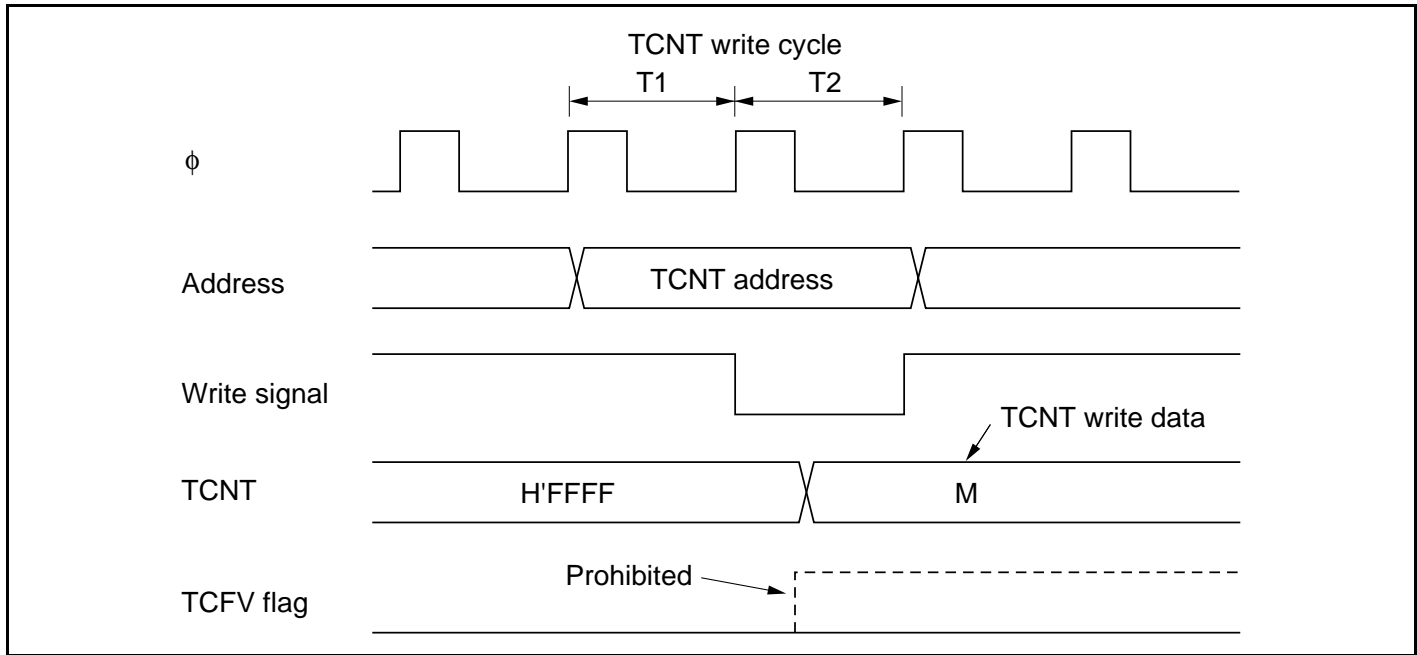 TCNT write cycle
T1 T2
ϕ
Address TCNT address
Write signal
TCNT write data
TCNT H'FFFF M
Prohibited
TCFV flag